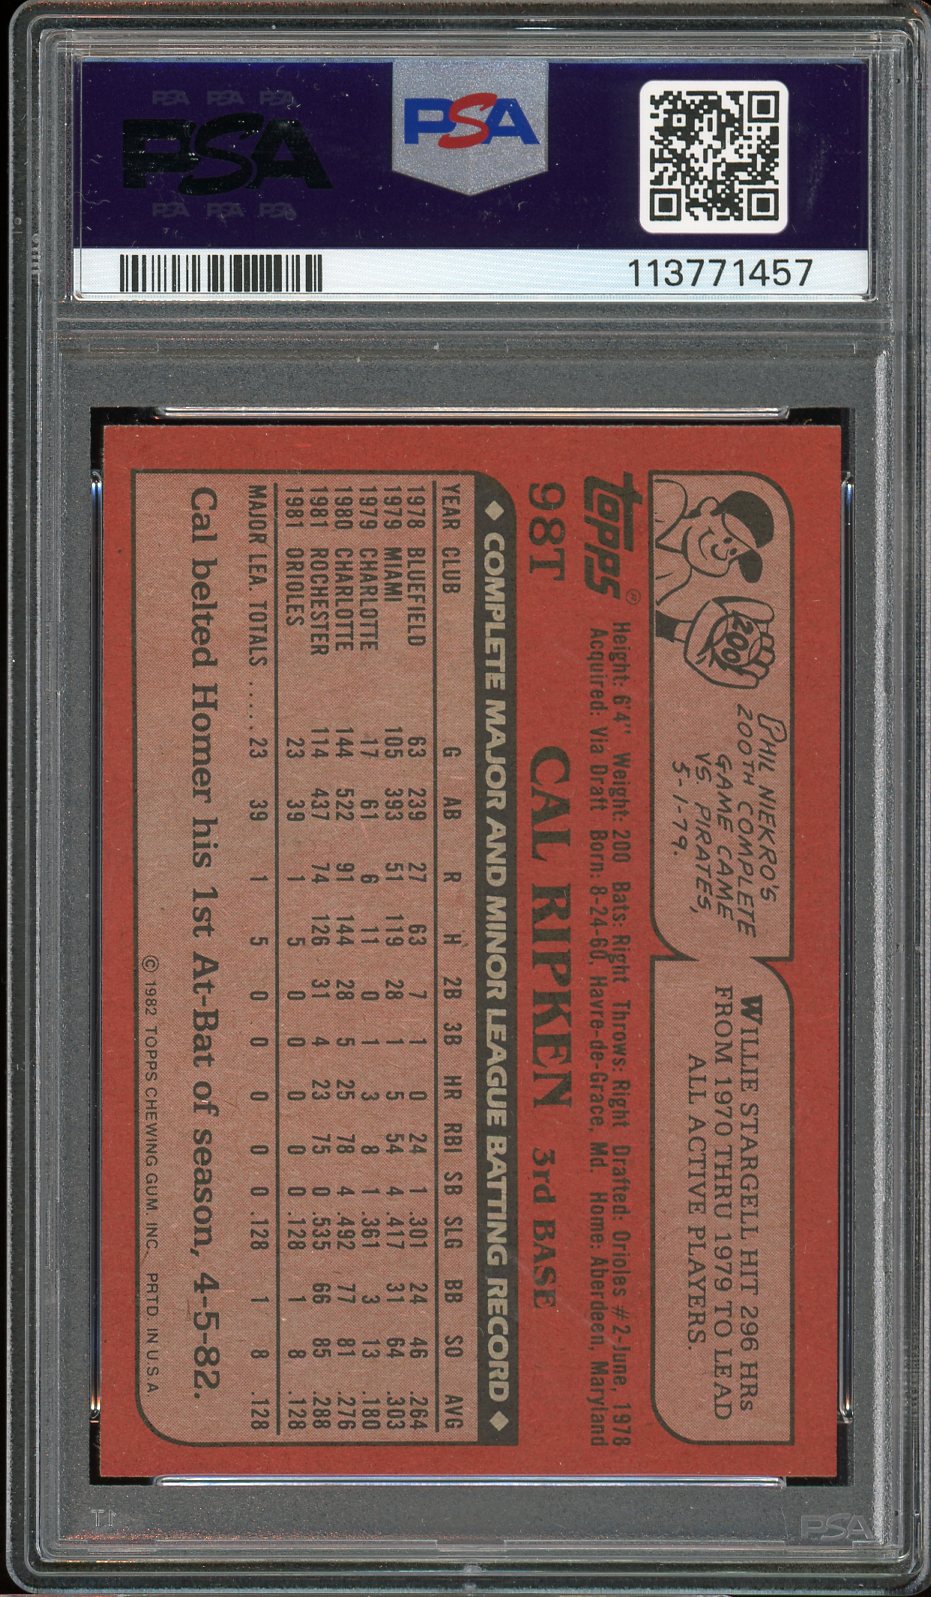 PSA PSA PSA
PSA
PSA PSA PSA
PSA
113771457
200
PHIL NIEKRO'S
200TH COMPLETE
GAME CAME
VS. PIRATES,
5-1-79.
WILLIE STARGELL HIT 296 HRs
FROM 1970 THRU 1979 TO LEAD
ALL ACTIVE PLAYERS.
TOPPS®
98T
Height: 6'4" Weight: 200 Bats: Right Throws: Right Drafted: Orioles #2-June, 1978
Acquired: Via Draft Born: 8-24-60, Havre-de-Grace, Md. Home: Aberdeen, Maryland
CAL RIPKEN 3rd BASE
◆ COMPLETE MAJOR AND MINOR LEAGUE BATTING RECORD ◆
YEAR CLUB G AB R H 2B 3B HR RBI SB SLG BB SO AVG
1978 BLUEFIELD 63 239 27 63 7 1 0 24 1 .301 24 46 .264
1979 MIAMI 105 393 51 119 28 1 5 54 4 .417 31 64 .303
1979 CHARLOTTE 17 61 6 11 0 1 3 8 1 .361 3 13 .180
1980 CHARLOTTE 144 522 91 144 28 5 25 78 4 .492 77 81 .276
1981 ROCHESTER 114 437 74 126 31 4 23 75 0 .535 66 85 .288
1981 ORIOLES 23 39 1 5 0 0 0 0 0 .128 1 8 .128
MAJOR LEA. TOTALS ..... 23 39 1 5 0 0 0 0 0 .128 1 8 .128
Cal belted Homer his 1st At-Bat of season, 4-5-82.
© 1982 TOPPS CHEWING GUM, INC. PRTD. IN U.S.A.
PSA